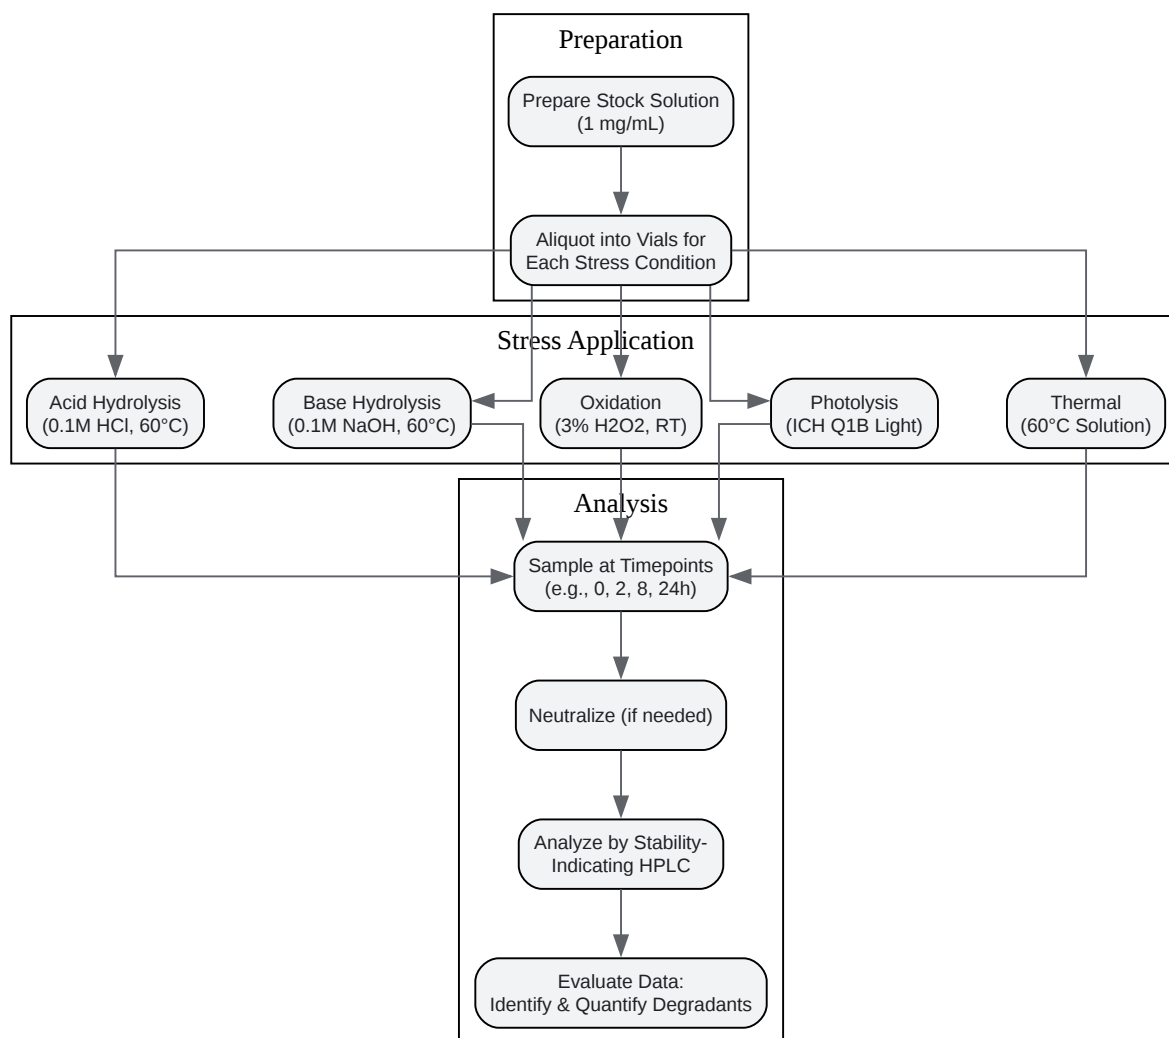 Preparation
Prepare Stock Solution
(1 mg/mL)
Aliquot into Vials for
Each Stress Condition
Stress Application
Acid Hydrolysis
(0.1M HCl, 60°C)
Base Hydrolysis
(0.1M NaOH, 60°C)
Oxidation
(3% H2O2, RT)
Photolysis
(ICH Q1B Light)
Thermal
(60°C Solution)
Analysis
Sample at Timepoints
(e.g., 0, 2, 8, 24h)
Neutralize (if needed)
Analyze by Stability-
Indicating HPLC
Evaluate Data:
Identify & Quantify Degradants